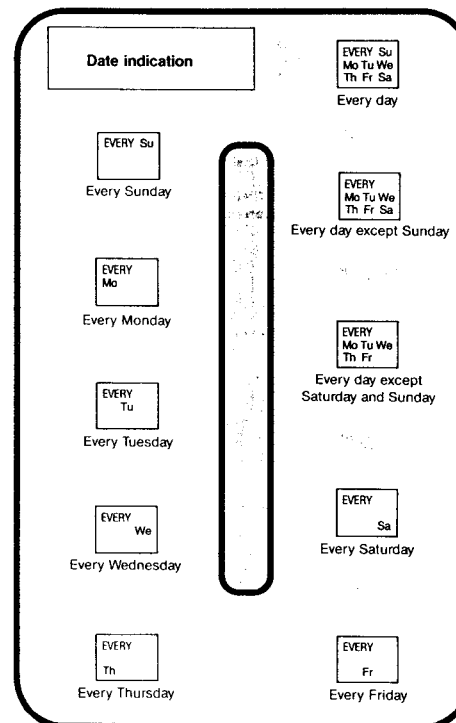 Date indication
EVERY Su
Every Sunday
EVERY
Mo
Every Monday
EVERY
Tu
Every Tuesday
EVERY
We
Every Wednesday
EVERY
Th
Every Thursday
EVERY Su
Mo Tu We
Th Fr Sa
Every day
EVERY
Mo Tu We
Th Fr Sa
Every day except Sunday
EVERY
Mo Tu We
Th Fr
Every day except
Saturday and Sunday
EVERY
Sa
Every Saturday
EVERY
Fr
Every Friday